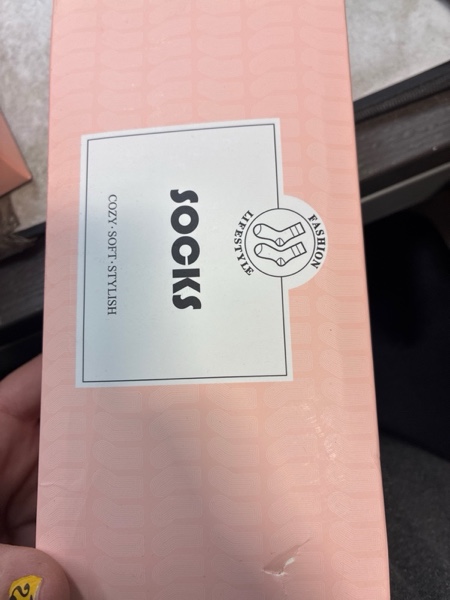 FASHION
LIFESTYLE
SOCKS
COZY · SOFT · STYLISH